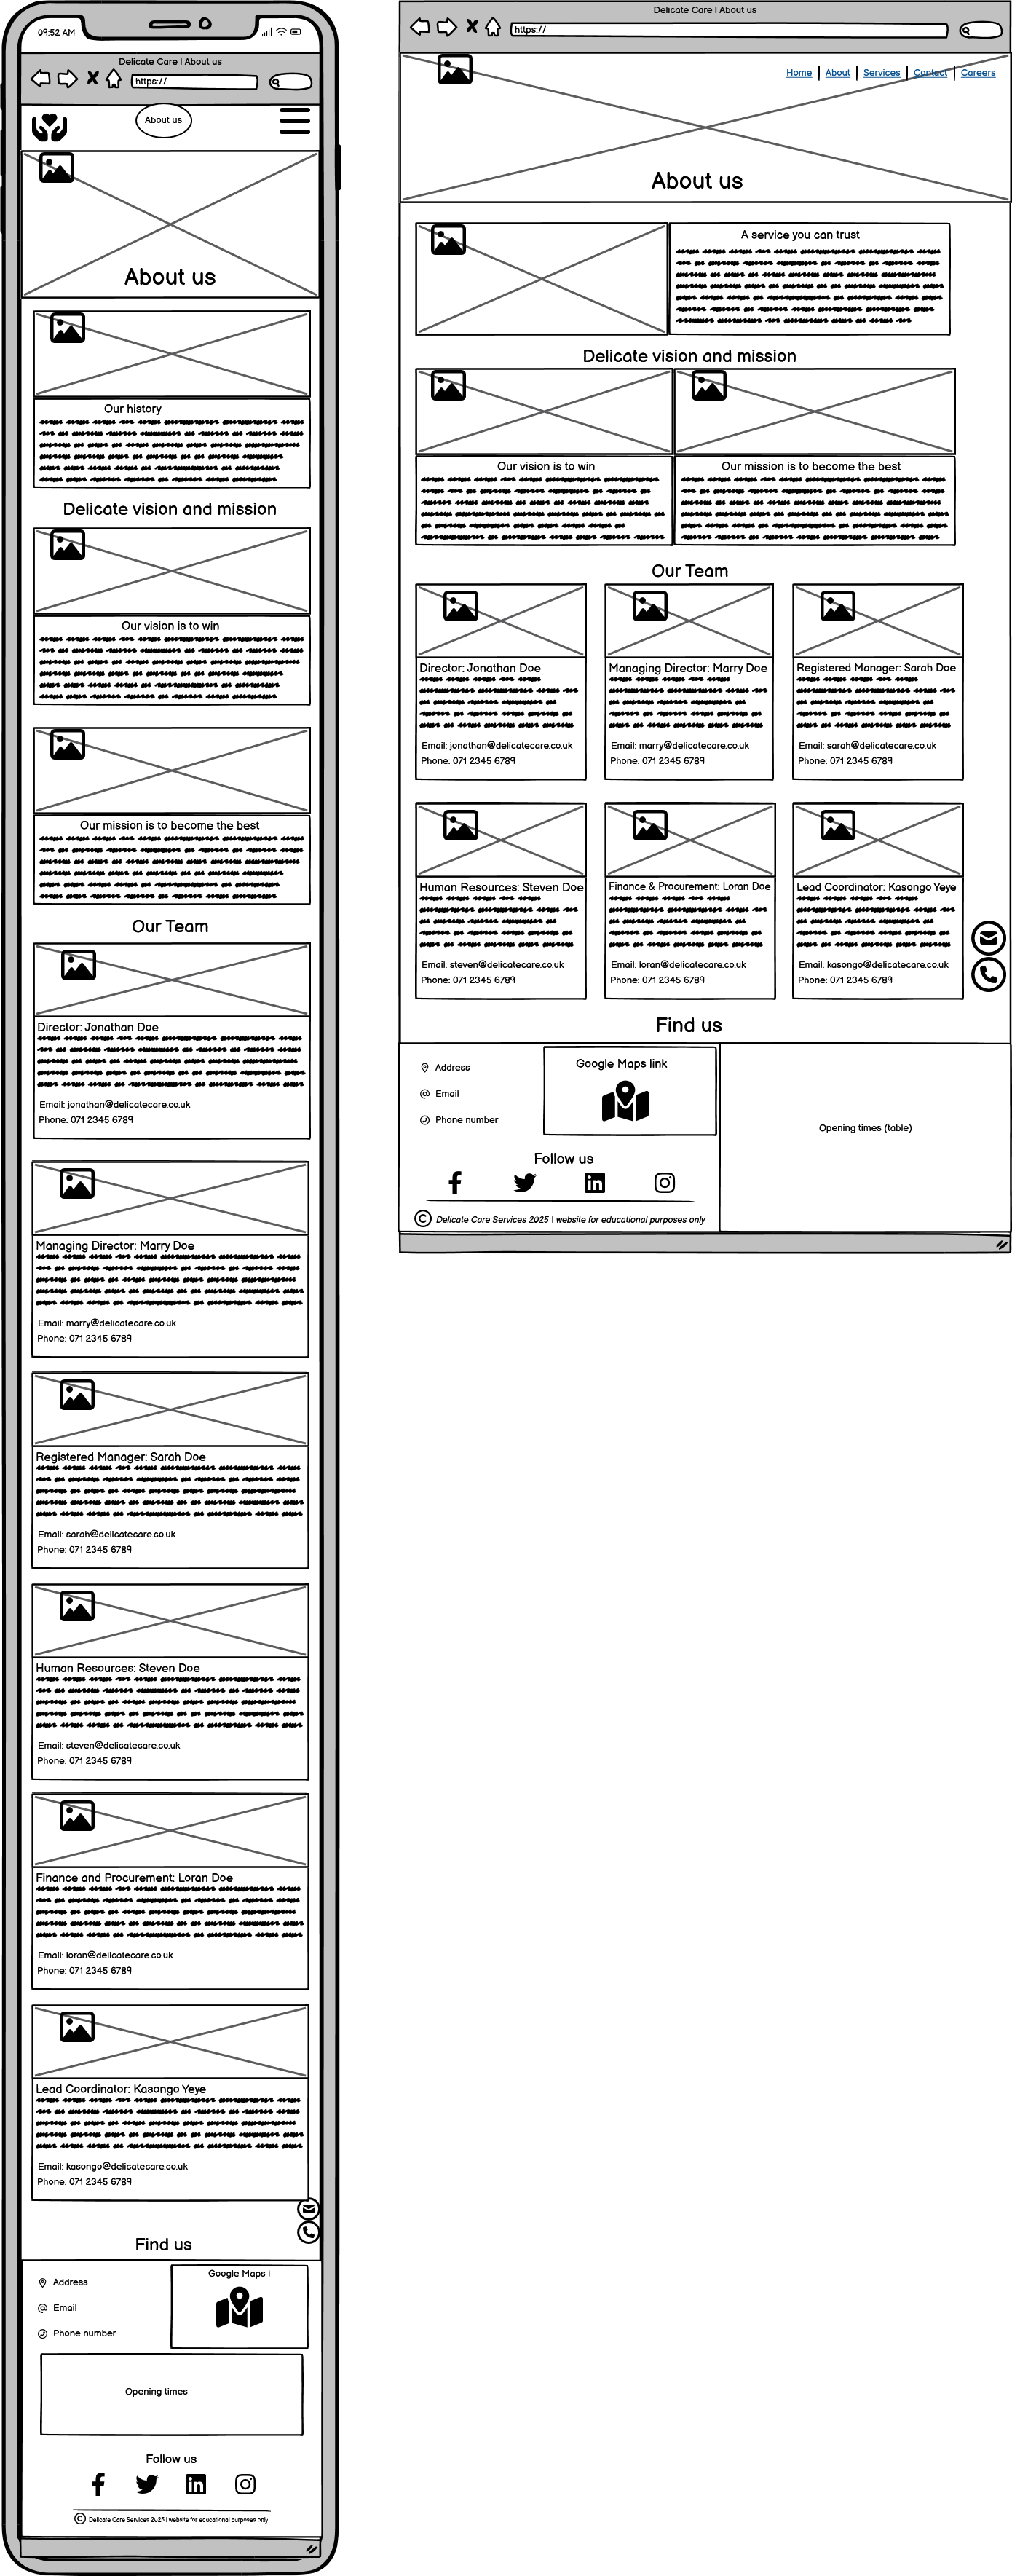 09:52 AM
Delicate Care | About us
https://
About us
About us
Our history
Delicate vision and mission
Our vision is to win
Our mission is to become the best
Our Team
Director: Jonathan Doe
Email: jonathan@delicatecare.co.uk
Phone: 071 2345 6789
Managing Director: Marry Doe
Email: marry@delicatecare.co.uk
Phone: 071 2345 6789
Registered Manager: Sarah Doe
Email: sarah@delicatecare.co.uk
Phone: 071 2345 6789
Human Resources: Steven Doe
Email: steven@delicatecare.co.uk
Phone: 071 2345 6789
Finance and Procurement: Loran Doe
Email: loran@delicatecare.co.uk
Phone: 071 2345 6789
Lead Coordinator: Kasongo Yeye
Email: kasongo@delicatecare.co.uk
Phone: 071 2345 6789
Find us
Google Maps l
Address
Email
Phone number
Opening times
Follow us
© Delicate Care Services 2025 | website for educational purposes only
Delicate Care | About us
https://
Home | About | Services | Contact | Careers
About us
A service you can trust
Delicate vision and mission
Our vision is to win
Our mission is to become the best
Our Team
Director: Jonathan Doe
Email: jonathan@delicatecare.co.uk
Phone: 071 2345 6789
Managing Director: Marry Doe
Email: marry@delicatecare.co.uk
Phone: 071 2345 6789
Registered Manager: Sarah Doe
Email: sarah@delicatecare.co.uk
Phone: 071 2345 6789
Human Resources: Steven Doe
Email: steven@delicatecare.co.uk
Phone: 071 2345 6789
Finance & Procurement: Loran Doe
Email: loran@delicatecare.co.uk
Phone: 071 2345 6789
Lead Coordinator: Kasongo Yeye
Email: kasongo@delicatecare.co.uk
Phone: 071 2345 6789
Find us
Address
Email
Phone number
Google Maps link
Opening times (table)
Follow us
© Delicate Care Services 2025 | website for educational purposes only